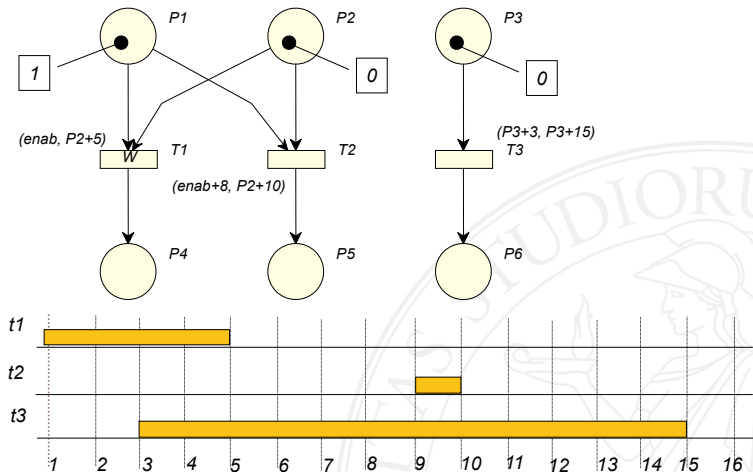 P1
P2
P3
1
0
0
(enab, P2+5)
(P3+3, P3+15)
W
T1
T2
T3
(enab+8, P2+10)
P4
P5
P6
t1
t2
t3
1 2 3 4 5 6 7 8 9 10 11 12 13 14 15 16
STUDIORU